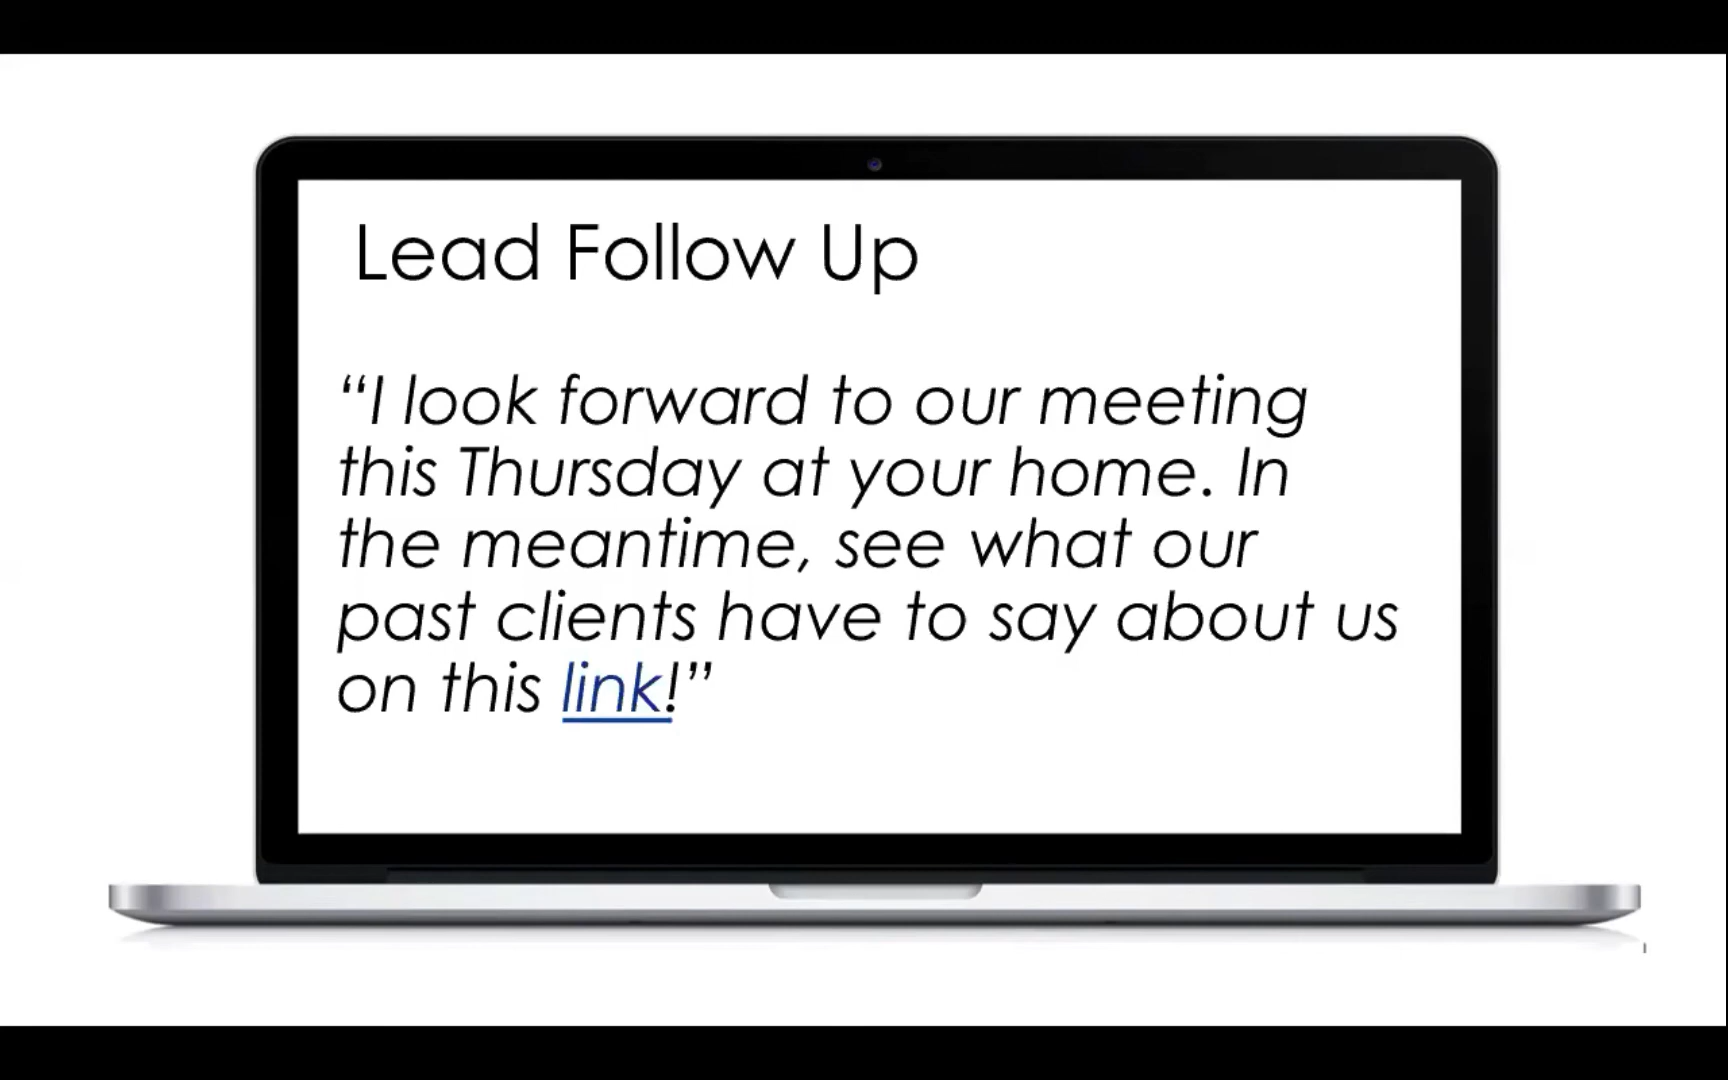 Lead Follow Up
“I look forward to our meeting
this Thursday at your home. In
the meantime, see what our
past clients have to say about us
on this link!”